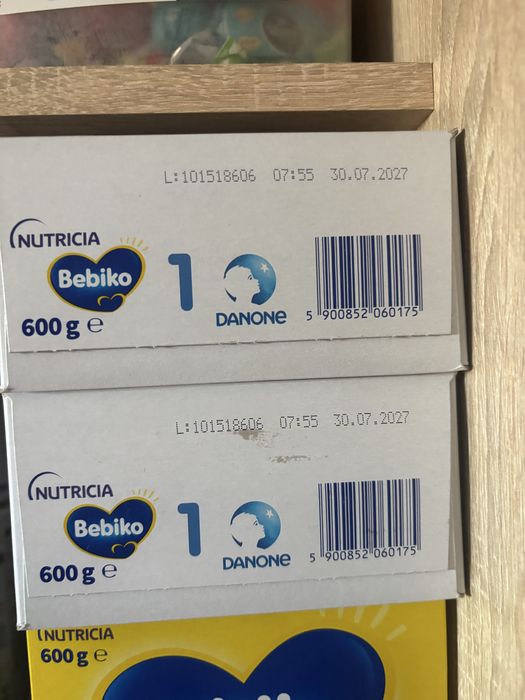 L:101518606 07:55 30.07.2027
NUTRICIA
Bebiko
1
DANONE
600 g e
5 900852 060175
L:101518606 07:55 30.07.2027
NUTRICIA
Bebiko
1
DANONE
600 g e
5 900852 060175
NUTRICIA
600 g e